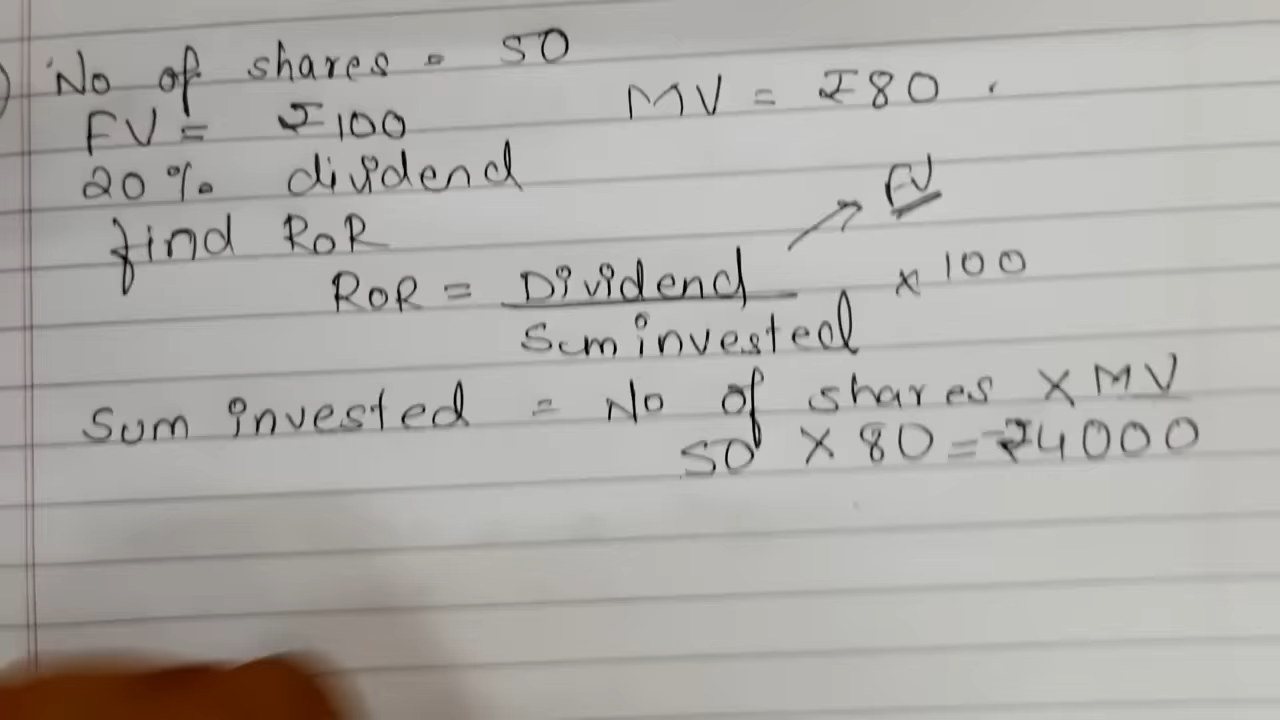 ) No of shares = 50
FV = ₹100 MV = ₹80.
20% dividend
find ROR
FV
ROR = Dividend × 100
Sum invested
Sum invested = No of shares × MV
50 × 80 = ₹4000